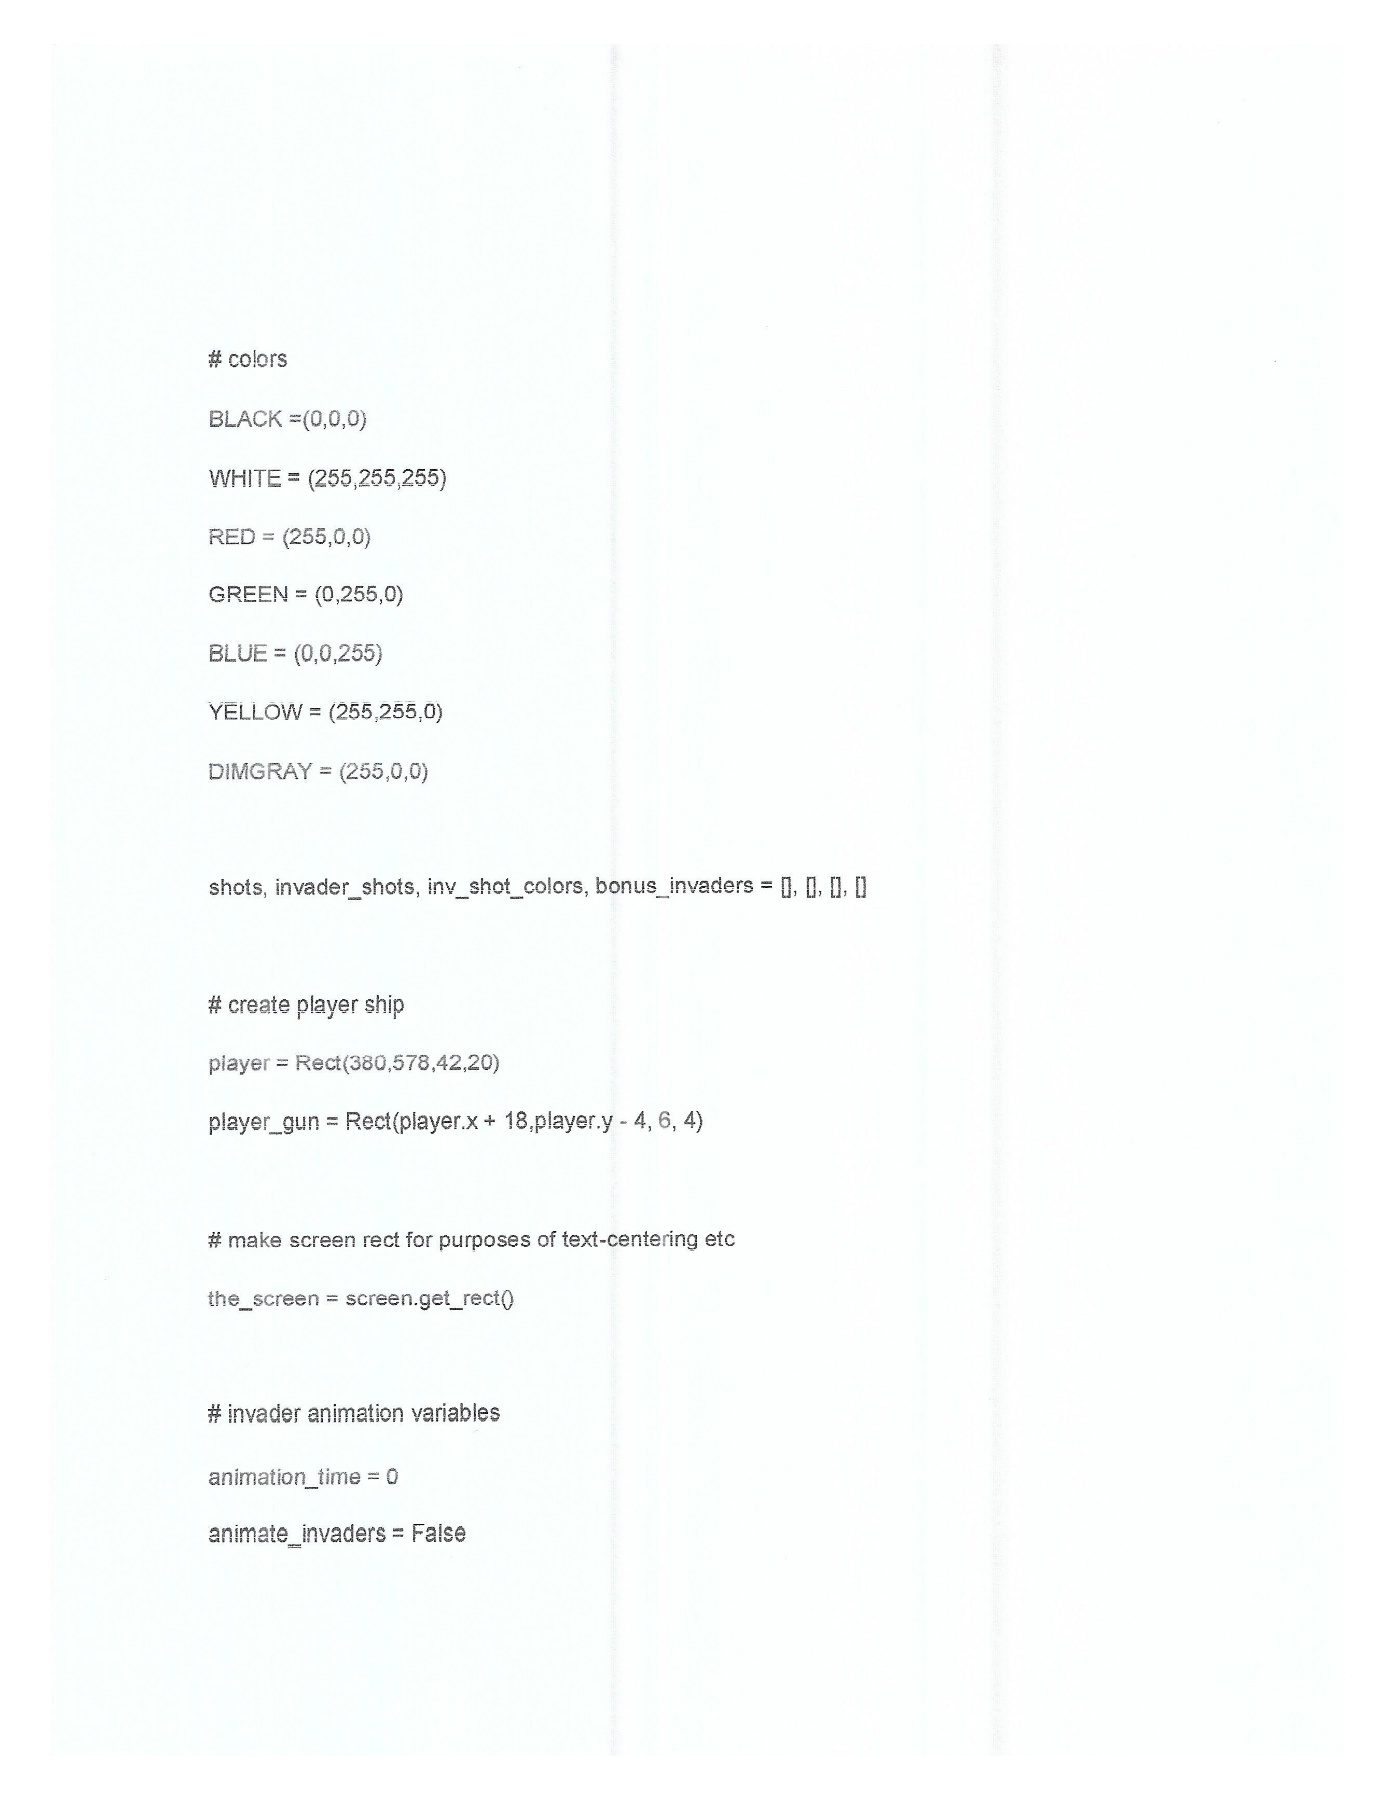 # colors
BLACK =(0,0,0)
WHITE = (255,255,255)
RED = (255,0,0)
GREEN = (0,255,0)
BLUE = (0,0,255)
YELLOW = (255,255,0)
DIMGRAY = (255,0,0)
shots, invader_shots, inv_shot_colors, bonus_invaders = [], [], [], []
# create player ship
player = Rect(380,578,42,20)
player_gun = Rect(player.x + 18,player.y - 4, 6, 4)
# make screen rect for purposes of text-centering etc
the_screen = screen.get_rect()
# invader animation variables
animation_time = 0
animate_invaders = False